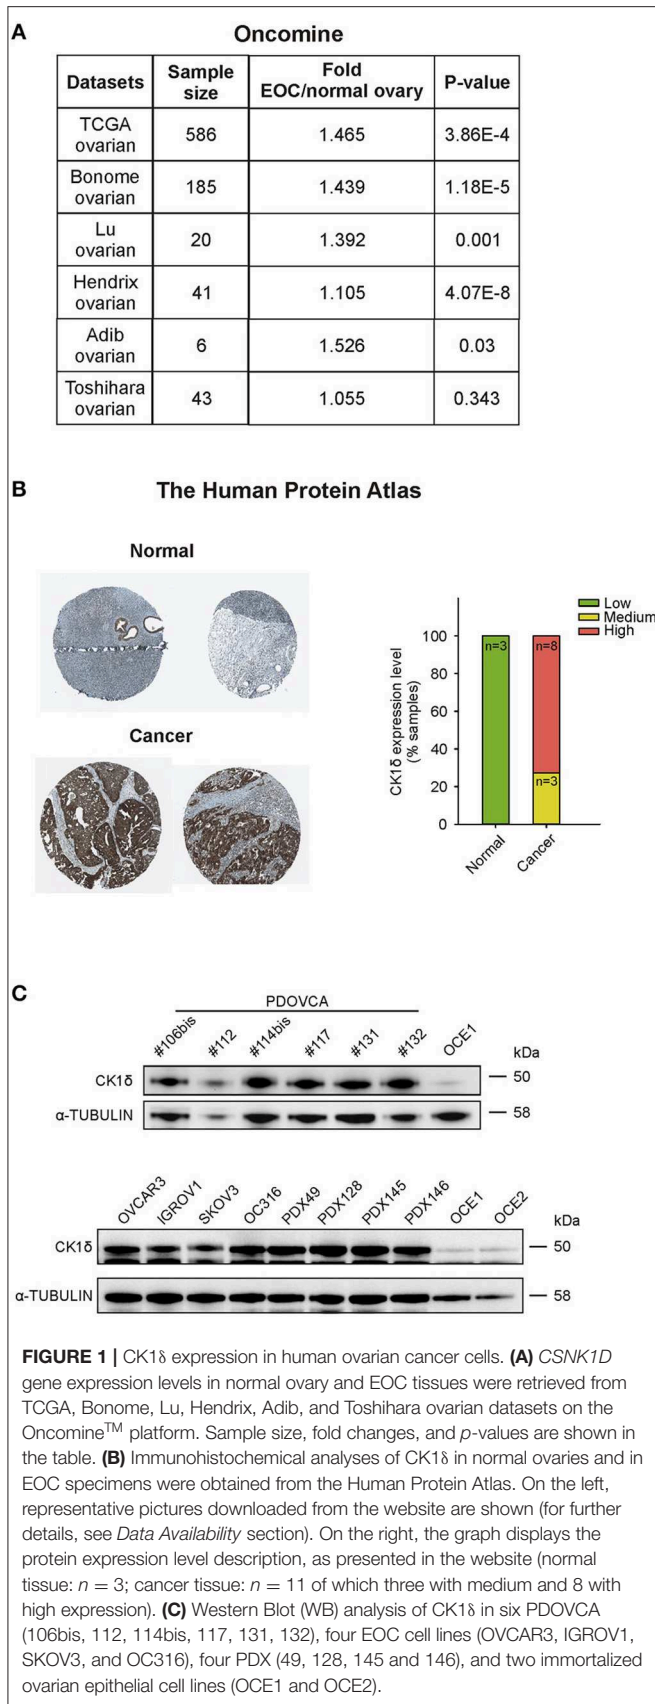 A
Oncomine
Datasets Sample size Fold EOC/normal ovary P-value
TCGA ovarian 586 1.465 3.86E-4
Bonome ovarian 185 1.439 1.18E-5
Lu ovarian 20 1.392 0.001
Hendrix ovarian 41 1.105 4.07E-8
Adib ovarian 6 1.526 0.03
Toshihara ovarian 43 1.055 0.343
B
The Human Protein Atlas
Normal
Cancer
Low
Medium
High
CK1δ expression level
(% samples)
100
80
60
40
20
0
n=3
n=8
n=3
Normal
Cancer
C
PDOVCA
#106bis #112 #114bis #117 #131 #132 OCE1
kDa
CK1δ 50
α-TUBULIN 58
OVCAR3 IGROV1 SKOV3 OC316 PDX49 PDX128 PDX145 PDX146 OCE1 OCE2
kDa
CK1δ 50
α-TUBULIN 58
FIGURE 1 | CK1δ expression in human ovarian cancer cells. (A) CSNK1D
gene expression levels in normal ovary and EOC tissues were retrieved from
TCGA, Bonome, Lu, Hendrix, Adib, and Toshihara ovarian datasets on the
Oncomine™ platform. Sample size, fold changes, and p-values are shown in
the table. (B) Immunohistochemical analyses of CK1δ in normal ovaries and in
EOC specimens were obtained from the Human Protein Atlas. On the left,
representative pictures downloaded from the website are shown (for further
details, see Data Availability section). On the right, the graph displays the
protein expression level description, as presented in the website (normal
tissue: n = 3; cancer tissue: n = 11 of which three with medium and 8 with
high expression). (C) Western Blot (WB) analysis of CK1δ in six PDOVCA
(106bis, 112, 114bis, 117, 131, 132), four EOC cell lines (OVCAR3, IGROV1,
SKOV3, and OC316), four PDX (49, 128, 145 and 146), and two immortalized
ovarian epithelial cell lines (OCE1 and OCE2).